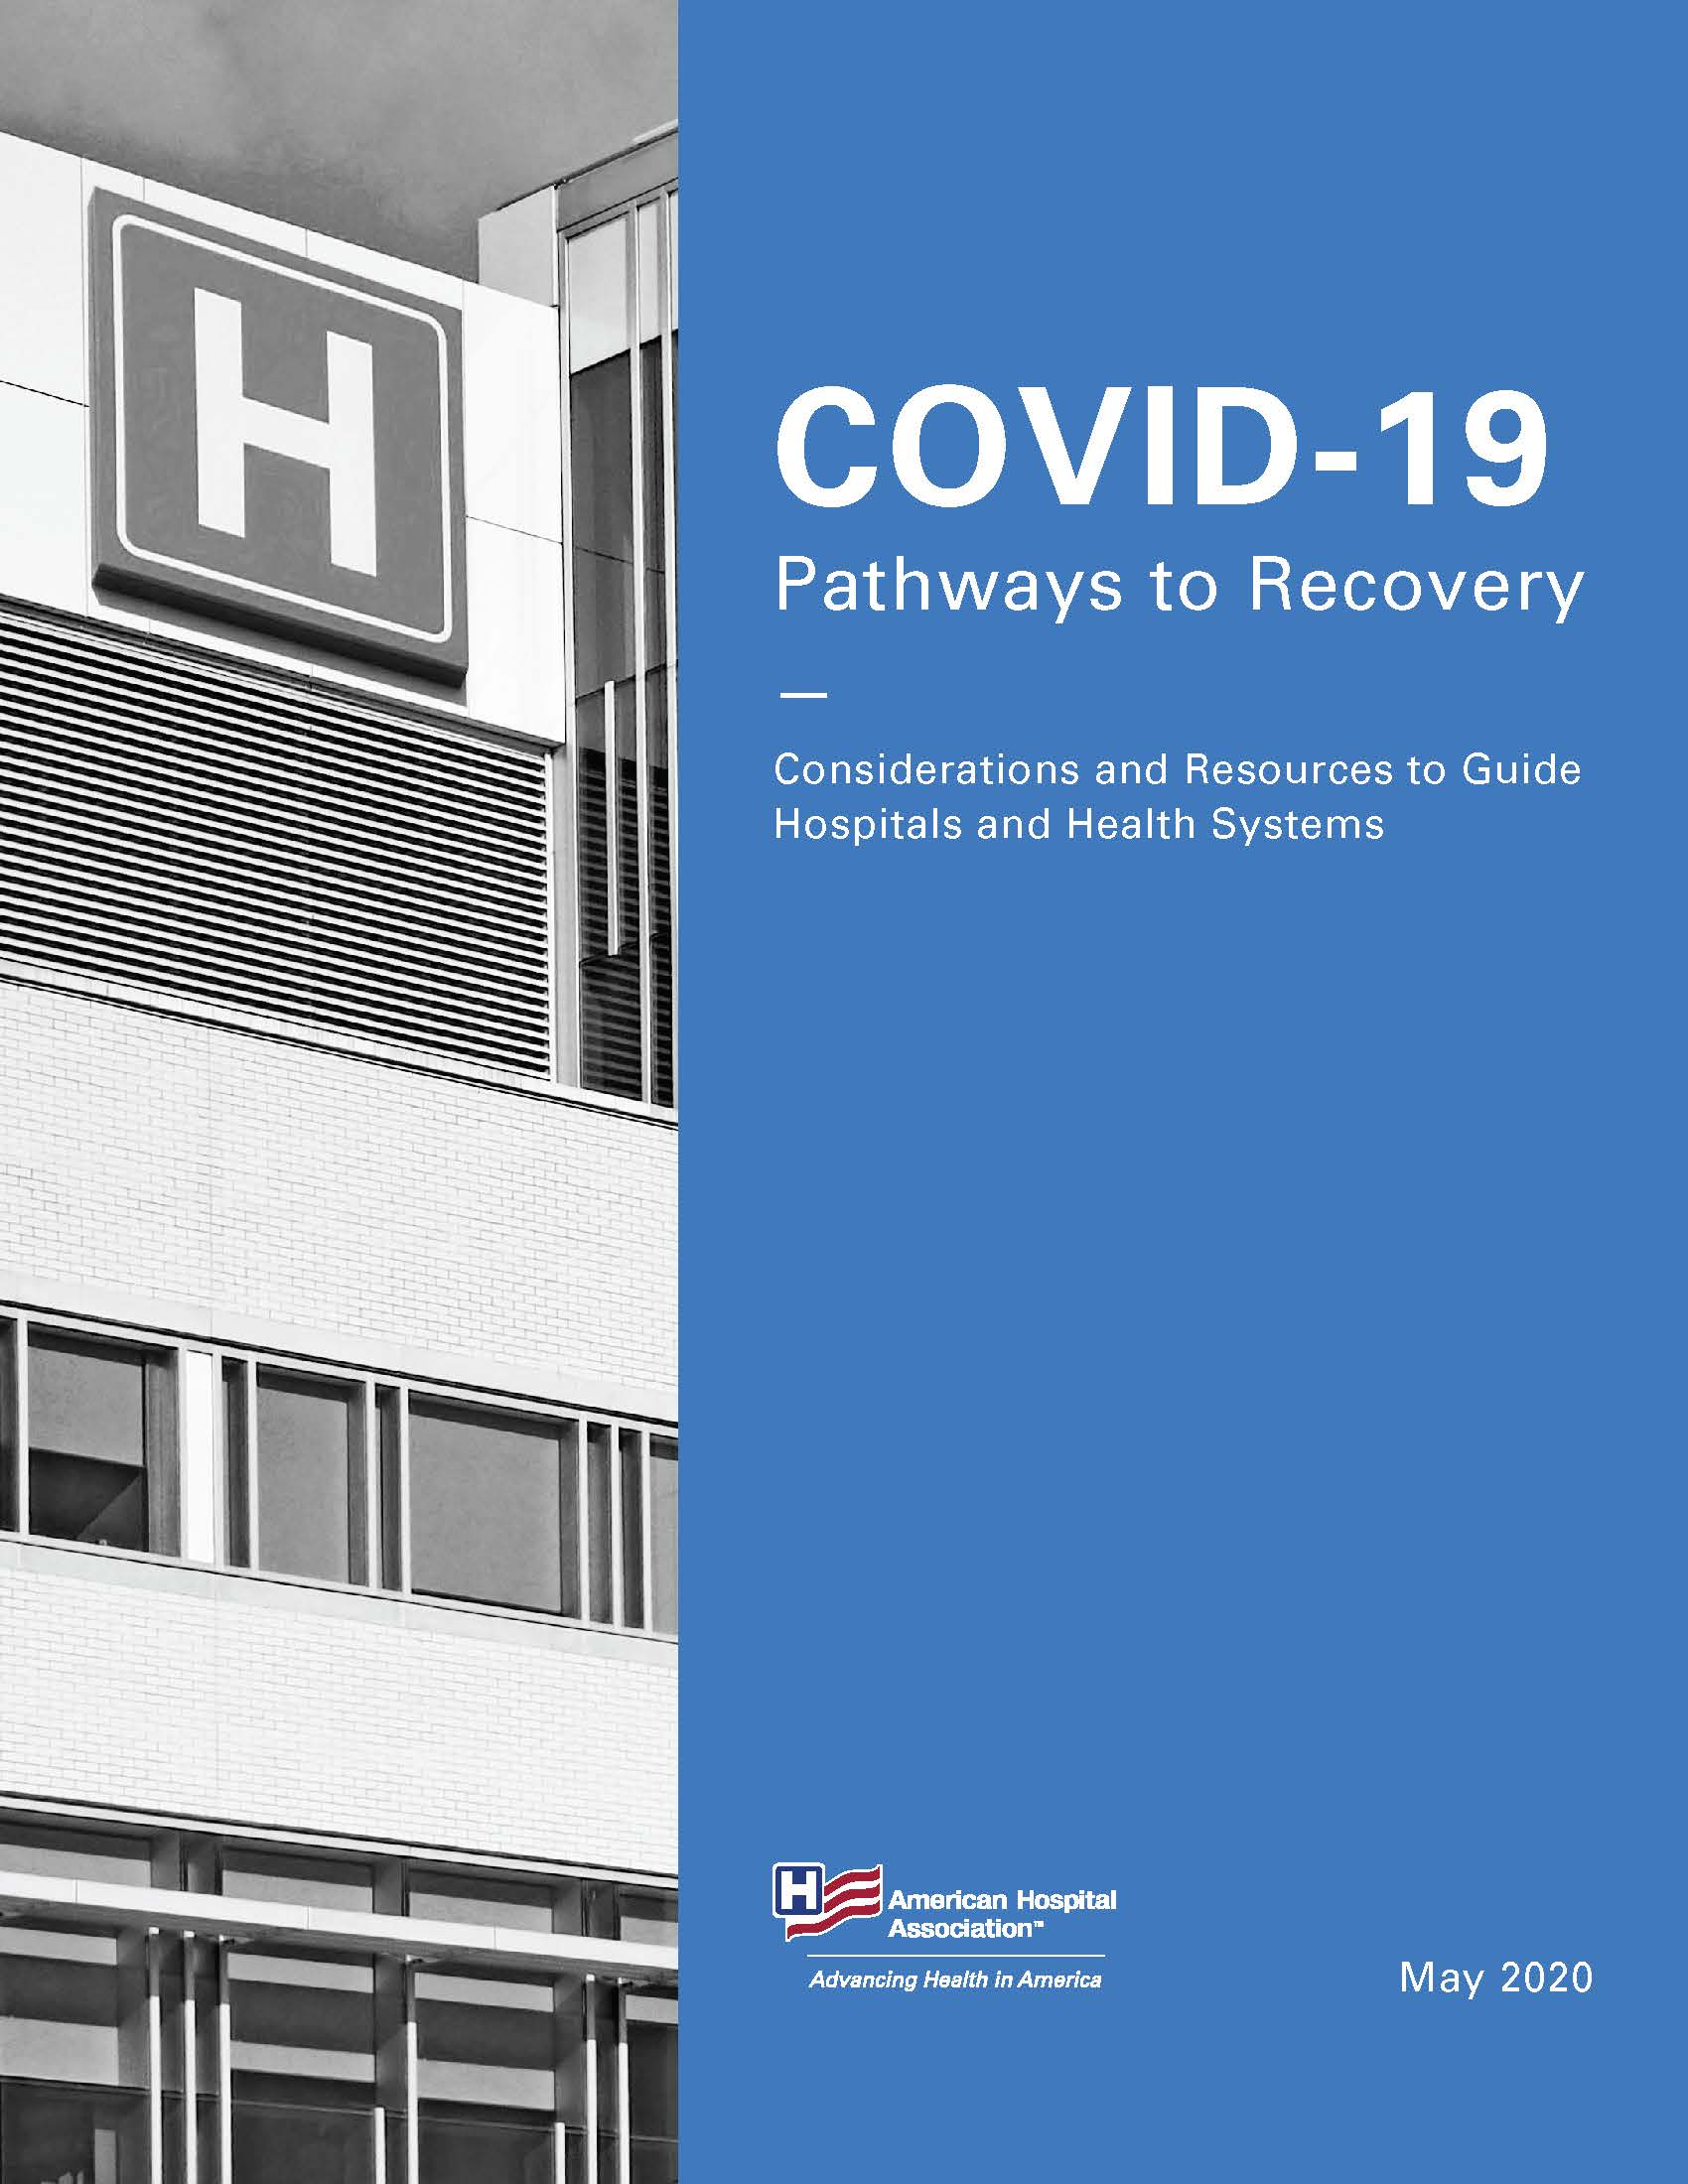 H
COVID-19
Pathways to Recovery
Considerations and Resources to Guide
Hospitals and Health Systems
H
American Hospital
Association™
Advancing Health in America
May 2020